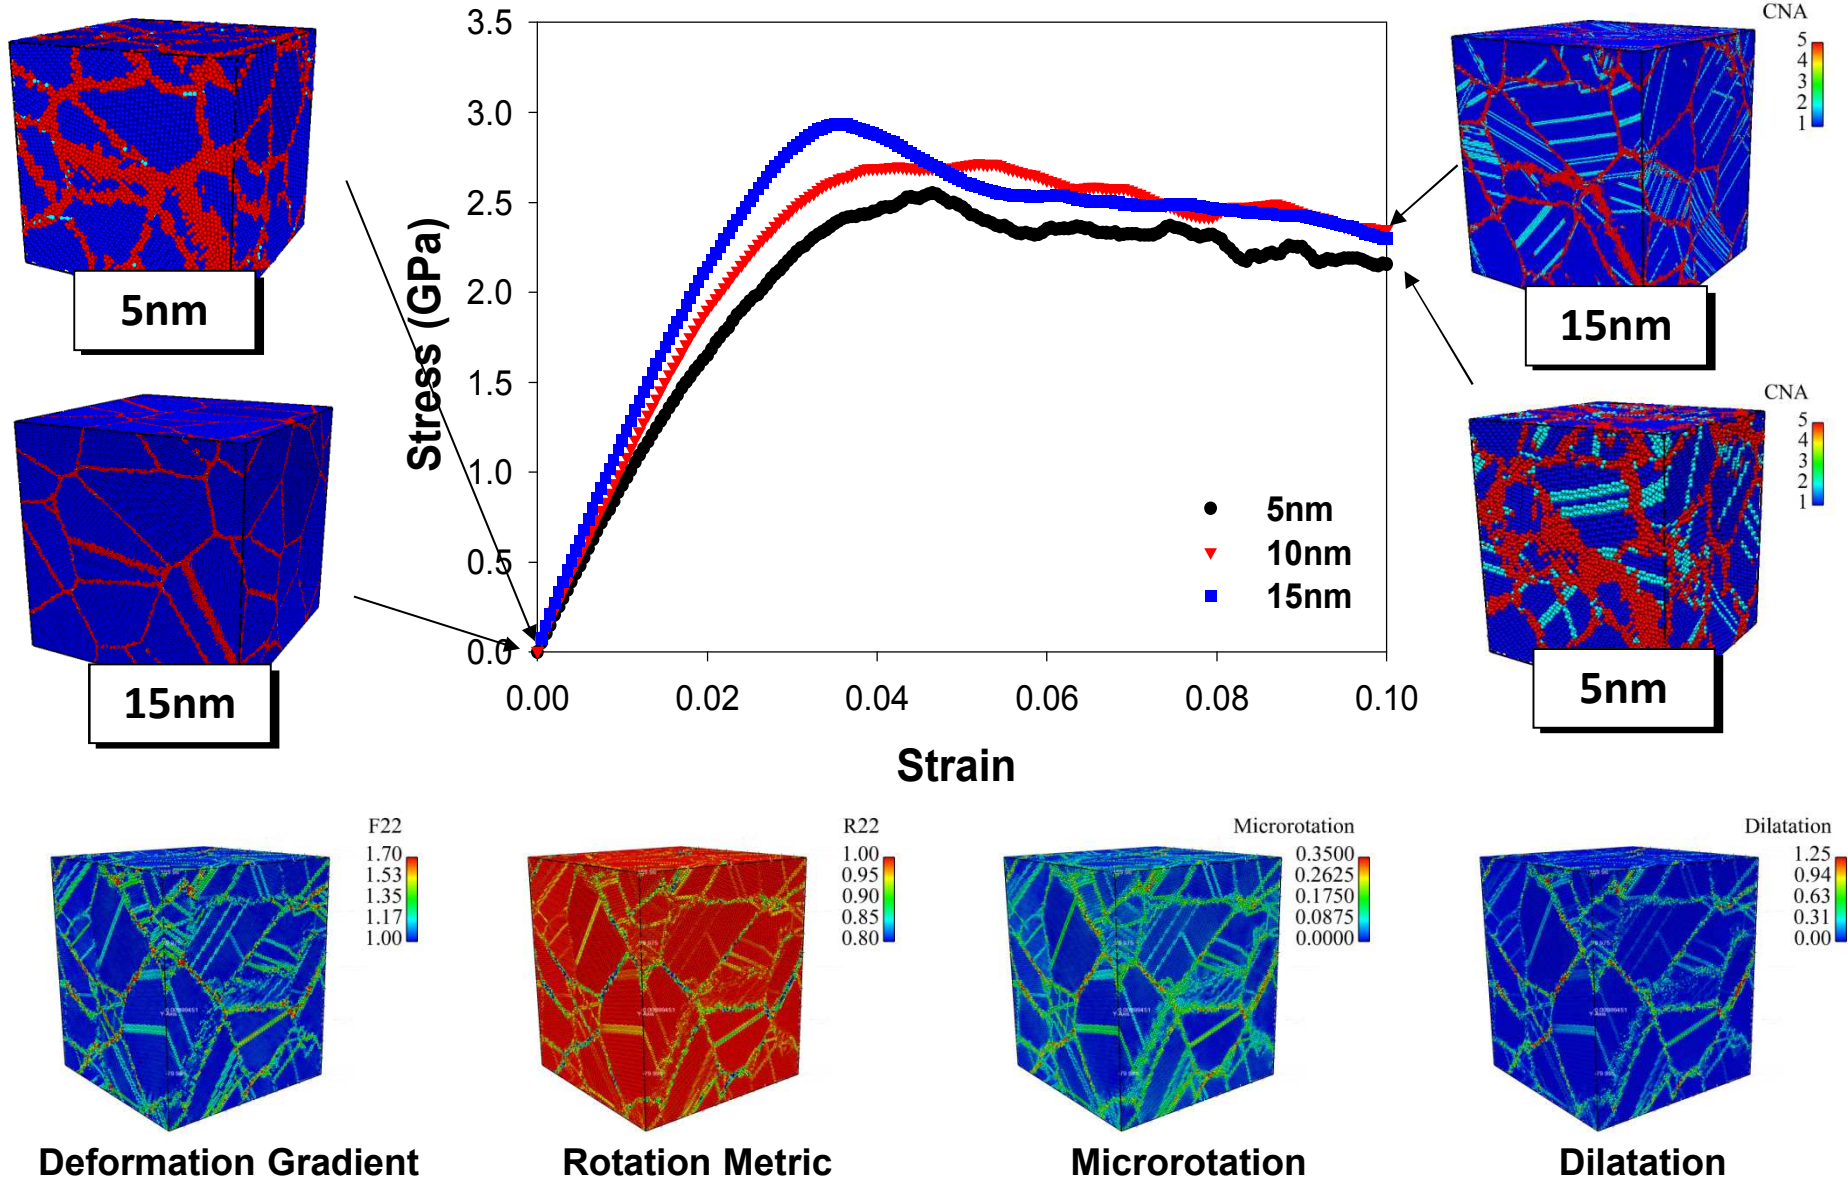 5nm
15nm
3.5
3.0
2.5
2.0
1.5
1.0
0.5
0.0
Stress (GPa)
0.00 0.02 0.04 0.06 0.08 0.10
Strain
5nm
10nm
15nm
CNA
5
4
3
2
1
15nm
CNA
5
4
3
2
1
5nm
F22
1.70
1.53
1.35
1.17
1.00
Deformation Gradient
R22
1.00
0.95
0.90
0.85
0.80
Rotation Metric
Microrotation
0.3500
0.2625
0.1750
0.0875
0.0000
Microrotation
Dilatation
1.25
0.94
0.63
0.31
0.00
Dilatation